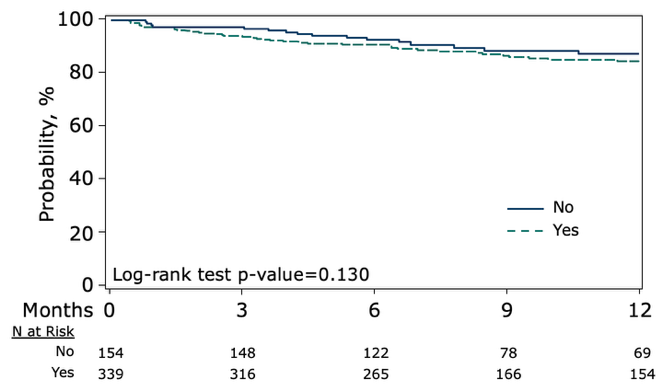 100
80
60
40
20
0
Probability, %
No
Yes
Log-rank test p-value=0.130
Months 0 3 6 9 12
N at Risk
No 154 148 122 78 69
Yes 339 316 265 166 154